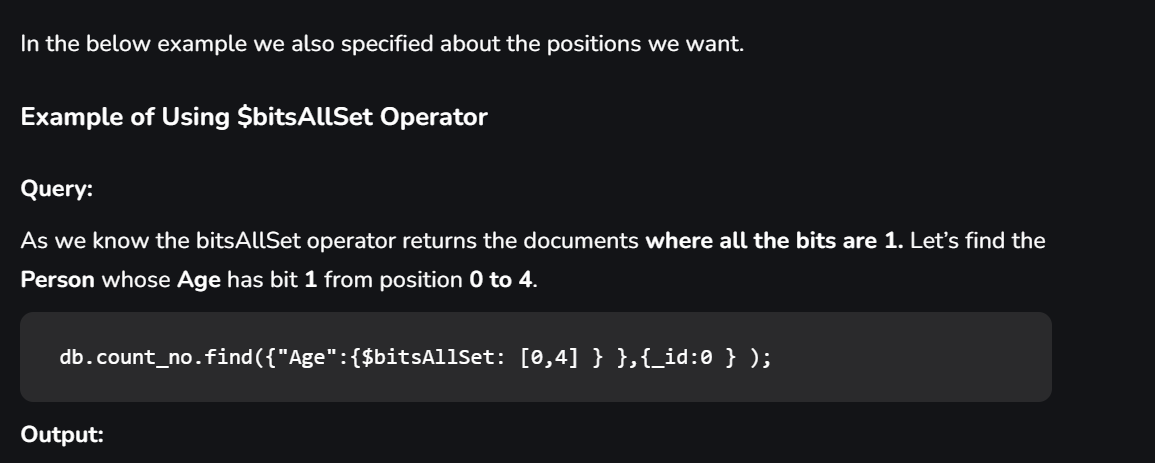 In the below example we also specified about the positions we want.
Example of Using $bitsAllSet Operator
Query:
As we know the bitsAllSet operator returns the documents where all the bits are 1. Let’s find the
Person whose Age has bit 1 from position 0 to 4.
db.count_no.find({"Age":{$bitsAllSet: [0,4] } },{_id:0 } );
Output: